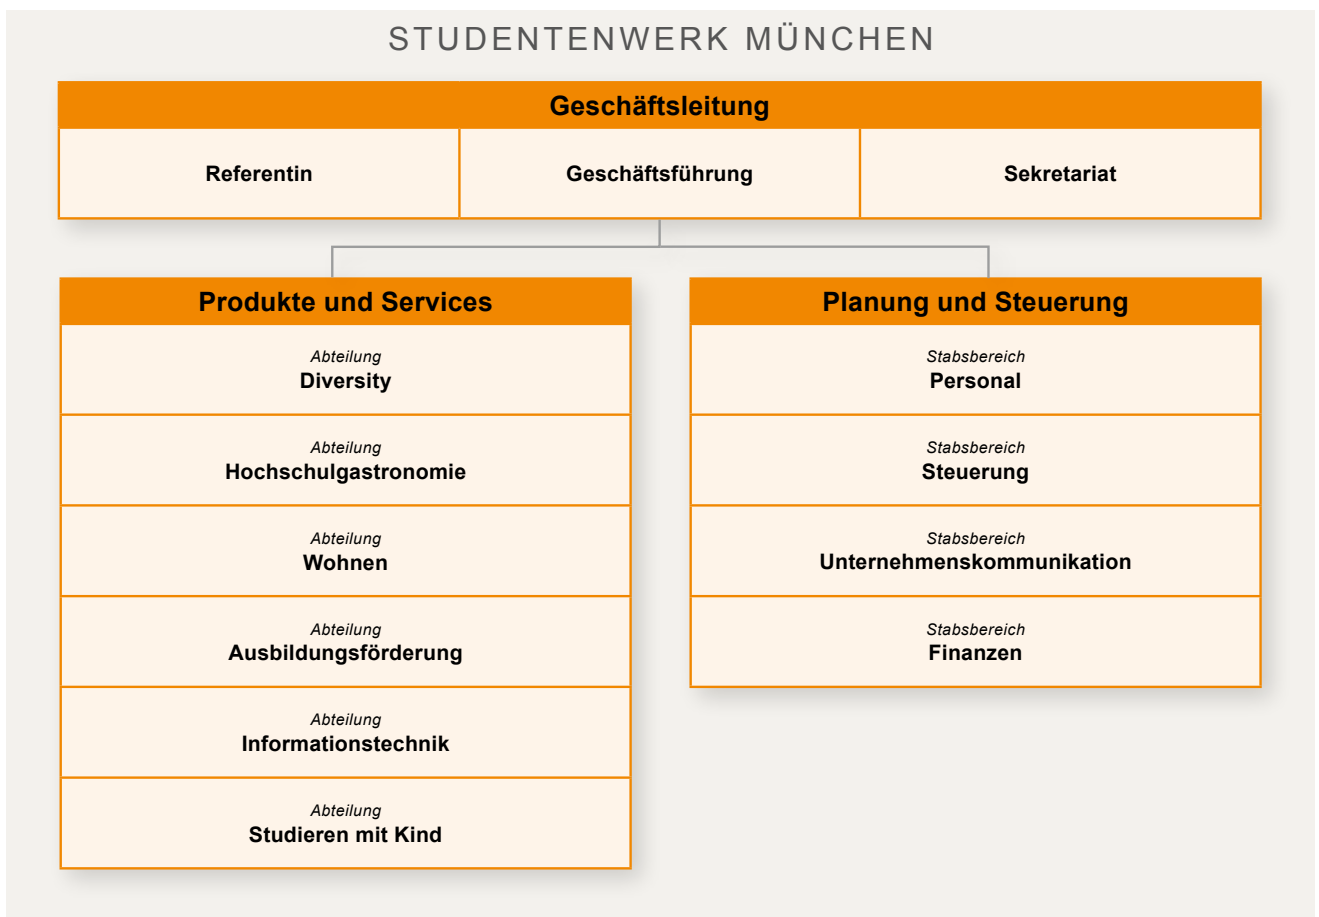 STUDENTENWERK MÜNCHEN
Geschäftsleitung
Referentin
Geschäftsführung
Sekretariat
Produkte und Services
Abteilung
Diversity
Abteilung
Hochschulgastronomie
Abteilung
Wohnen
Abteilung
Ausbildungsförderung
Abteilung
Informationstechnik
Abteilung
Studieren mit Kind
Planung und Steuerung
Stabsbereich
Personal
Stabsbereich
Steuerung
Stabsbereich
Unternehmenskommunikation
Stabsbereich
Finanzen